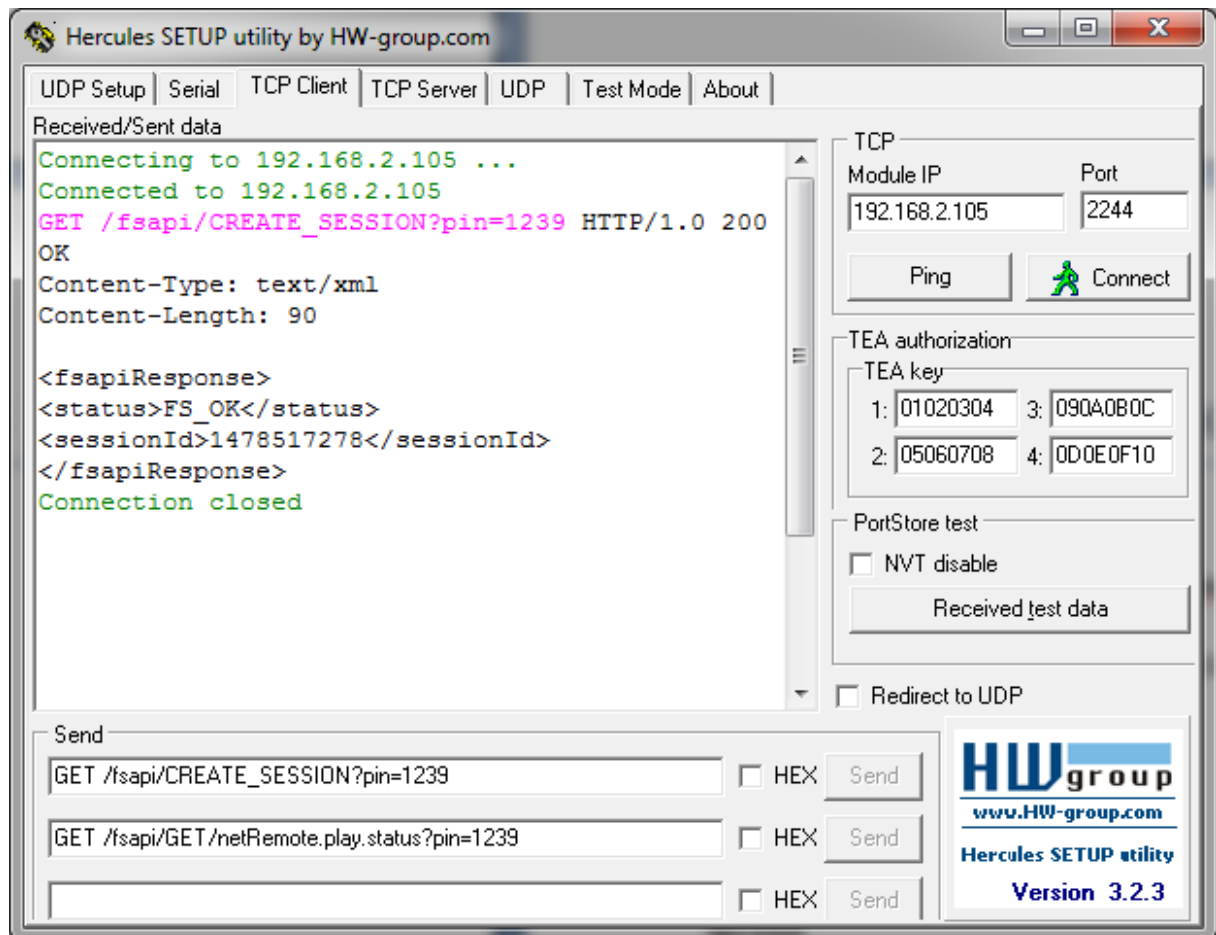 Hercules SETUP utility by HW-group.com
UDP Setup Serial TCP Client TCP Server UDP Test Mode About
Received/Sent data
Connecting to 192.168.2.105 ...
Connected to 192.168.2.105
GET /fsapi/CREATE_SESSION?pin=1239 HTTP/1.0 200
OK
Content-Type: text/xml
Content-Length: 90
<fsapiResponse>
<status>FS_OK</status>
<sessionId>1478517278</sessionId>
</fsapiResponse>
Connection closed
TCP
Module IP Port
192.168.2.105 2244
Ping Connect
TEA authorization
TEA key
1: 01020304 3: 090A0B0C
2: 05060708 4: 0D0E0F10
PortStore test
NVT disable
Received test data
Redirect to UDP
Send
GET /fsapi/CREATE_SESSION?pin=1239 HEX Send
GET /fsapi/GET/netRemote.play.status?pin=1239 HEX Send
HEX Send
HW group
www.HW-group.com
Hercules SETUP utility
Version 3.2.3